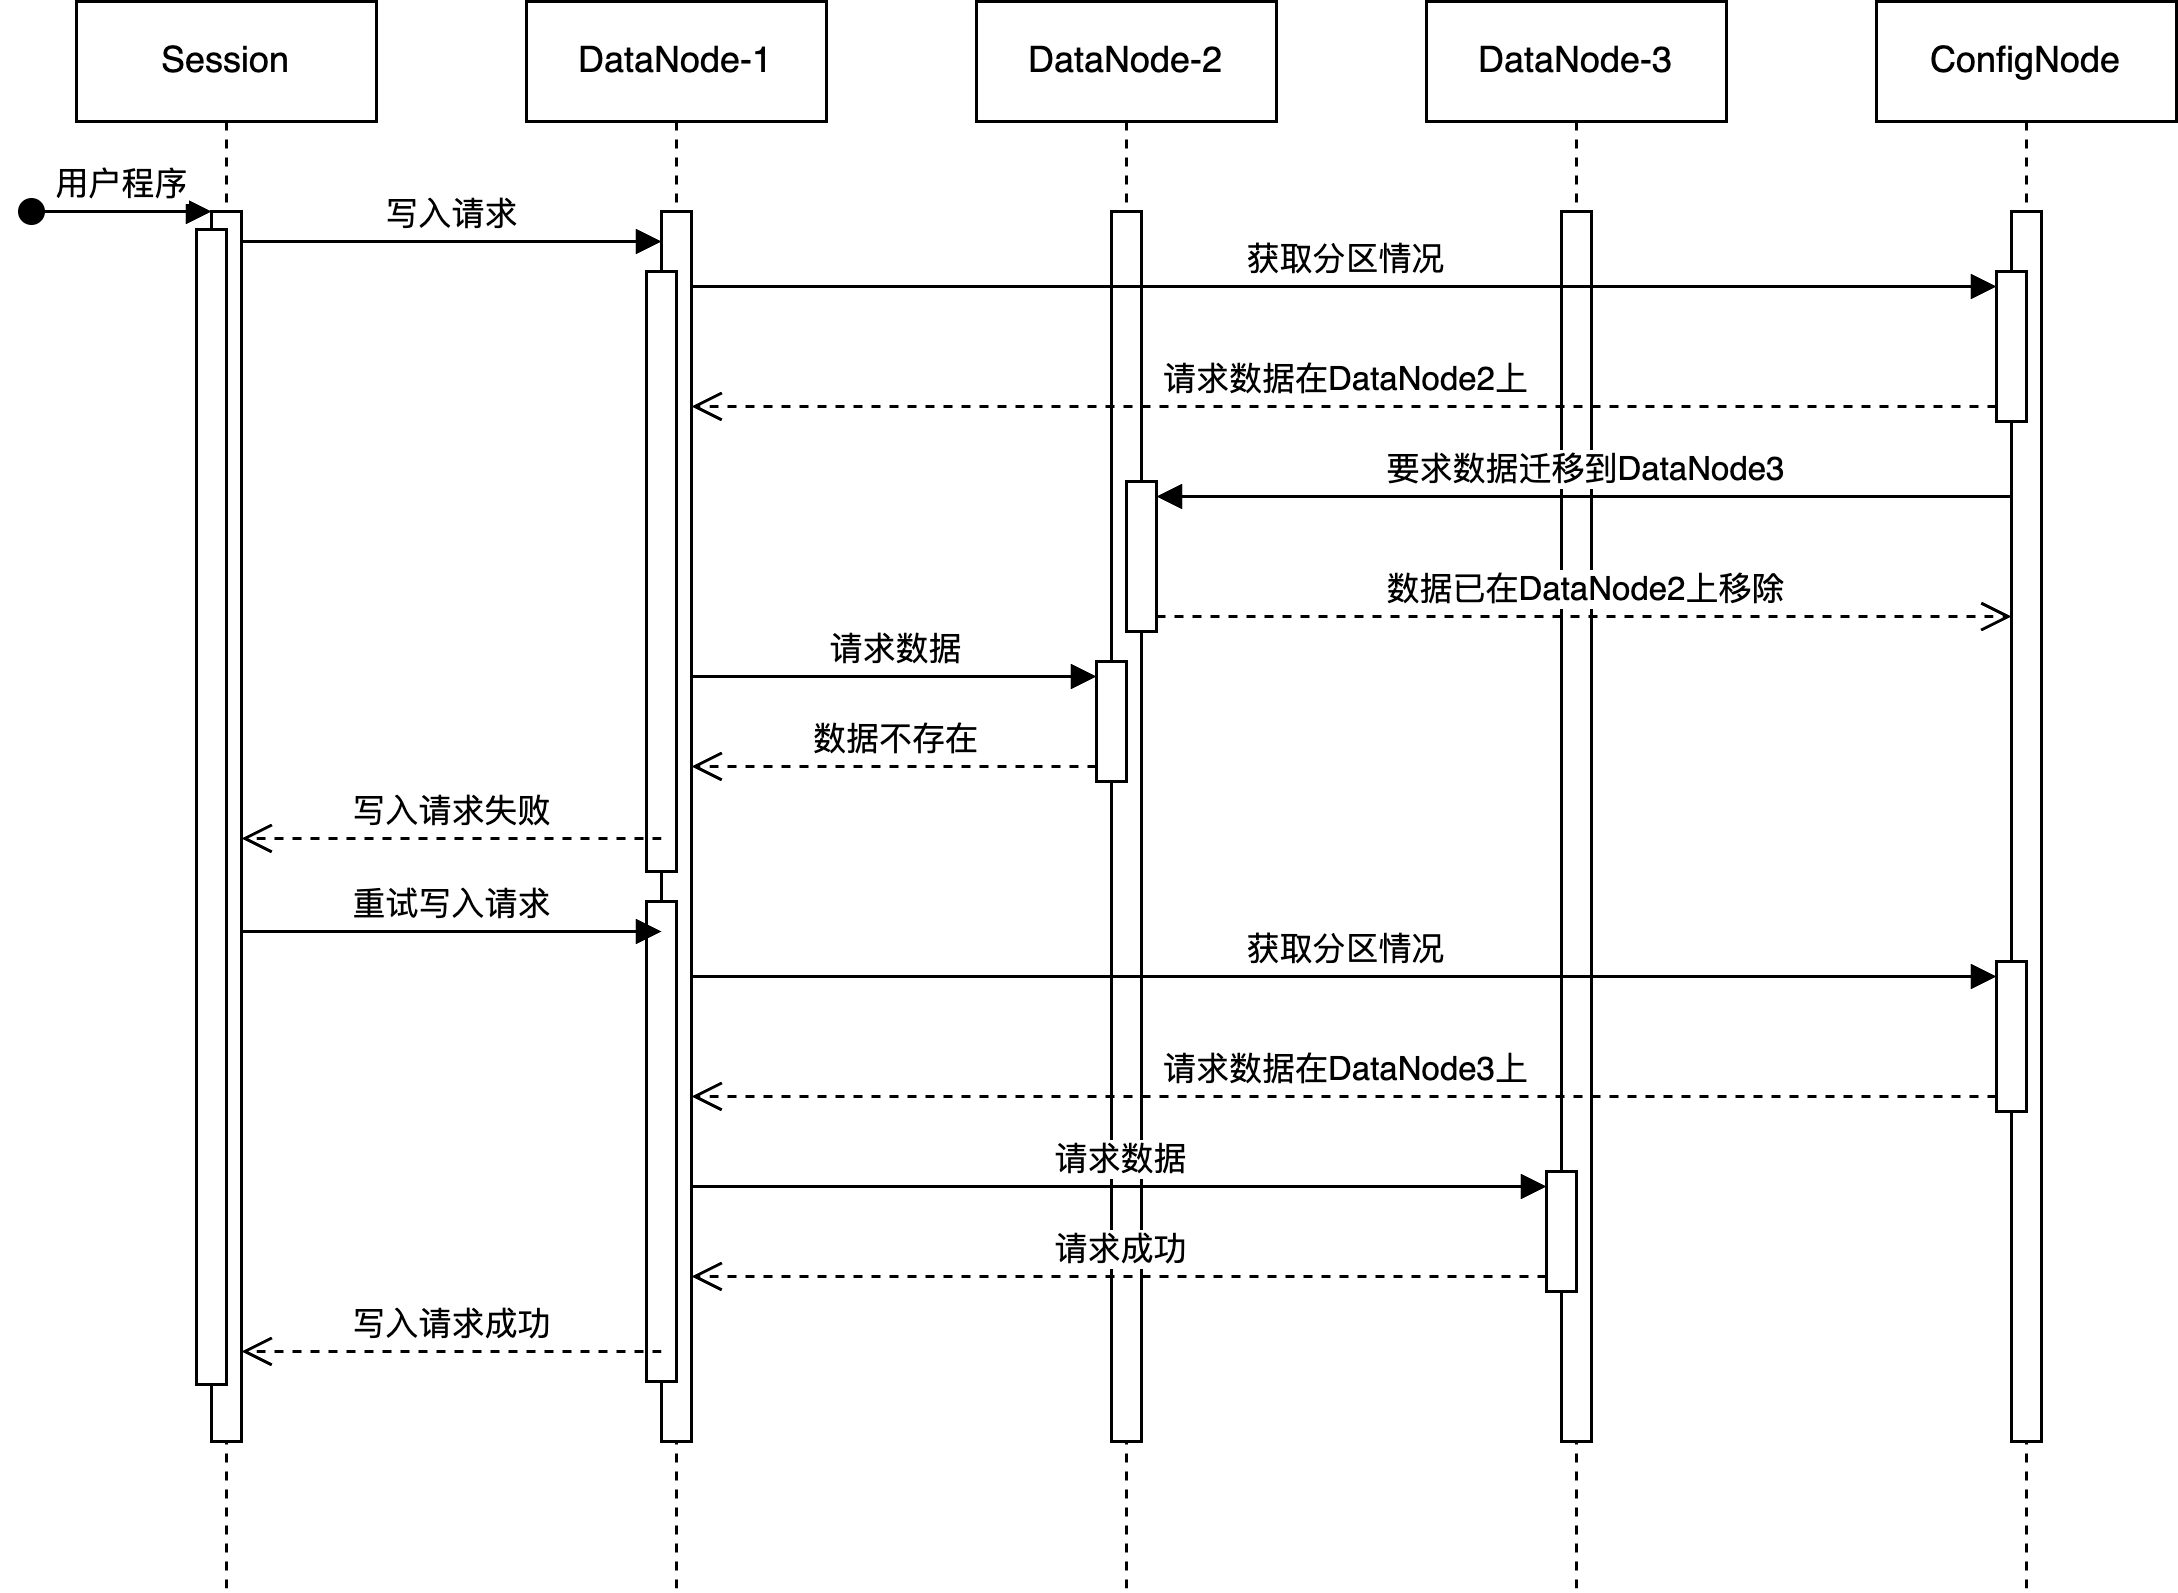 Session
DataNode-1
DataNode-2
DataNode-3
ConfigNode
用户程序
写入请求
获取分区情况
请求数据在DataNode2上
要求数据迁移到DataNode3
数据已在DataNode2上移除
请求数据
数据不存在
写入请求失败
重试写入请求
获取分区情况
请求数据在DataNode3上
请求数据
请求成功
写入请求成功